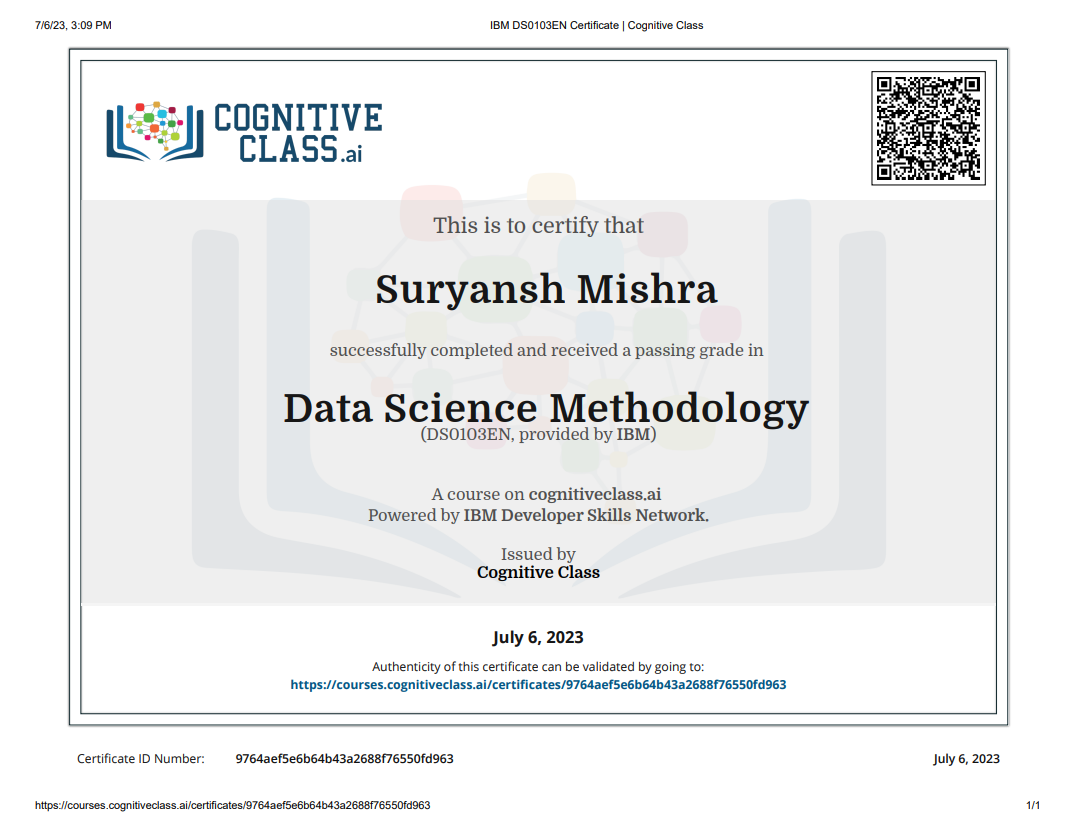 7/6/23, 3:09 PM
IBM DS0103EN Certificate | Cognitive Class
COGNITIVE
CLASS.ai
This is to certify that
Suryansh Mishra
successfully completed and received a passing grade in
Data Science Methodology
(DS0103EN, provided by IBM)
A course on cognitiveclass.ai
Powered by IBM Developer Skills Network.
Issued by
Cognitive Class
July 6, 2023
Authenticity of this certificate can be validated by going to:
https://courses.cognitiveclass.ai/certificates/9764aef5e6b64b43a2688f76550fd963
Certificate ID Number: 9764aef5e6b64b43a2688f76550fd963
July 6, 2023
https://courses.cognitiveclass.ai/certificates/9764aef5e6b64b43a2688f76550fd963
1/1